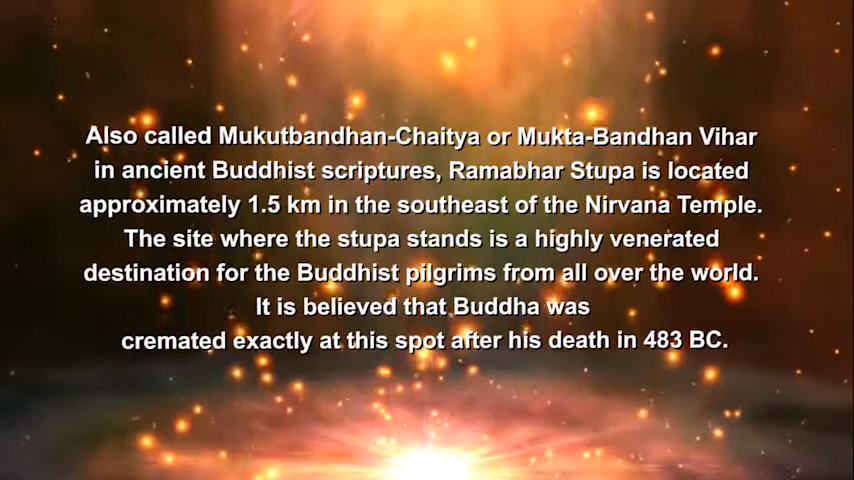 Also called Mukutbandhan-Chaitya or Mukta-Bandhan Vihar
in ancient Buddhist scriptures, Ramabhar Stupa is located
approximately 1.5 km in the southeast of the Nirvana Temple.
The site where the stupa stands is a highly venerated
destination for the Buddhist pilgrims from all over the world.
It is believed that Buddha was
cremated exactly at this spot after his death in 483 BC.